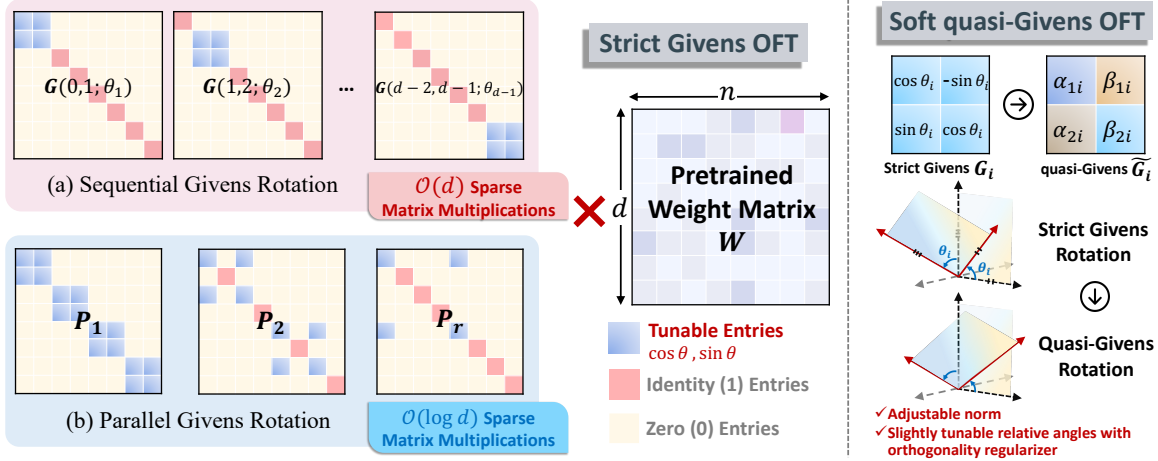 G(0,1; θ₁)
G(1,2; θ₂)
...
G(d − 2, d − 1; θ_{d−1})
(a) Sequential Givens Rotation
𝒪(d) Sparse
Matrix Multiplications
P₁
P₂
Pᵣ
(b) Parallel Givens Rotation
𝒪(log d) Sparse
Matrix Multiplications
×
Strict Givens OFT
n
d
Pretrained
Weight Matrix
W
Tunable Entries
cos θ , sin θ
Identity (1) Entries
Zero (0) Entries
Soft quasi-Givens OFT
cos θᵢ -sin θᵢ
sin θᵢ cos θᵢ
α₁ᵢ β₁ᵢ
α₂ᵢ β₂ᵢ
Strict Givens Gᵢ
quasi-Givens G̃ᵢ
θᵢ
θᵢ
Strict Givens
Rotation
Quasi-Givens
Rotation
✓Adjustable norm
✓Slightly tunable relative angles with
orthogonality regularizer